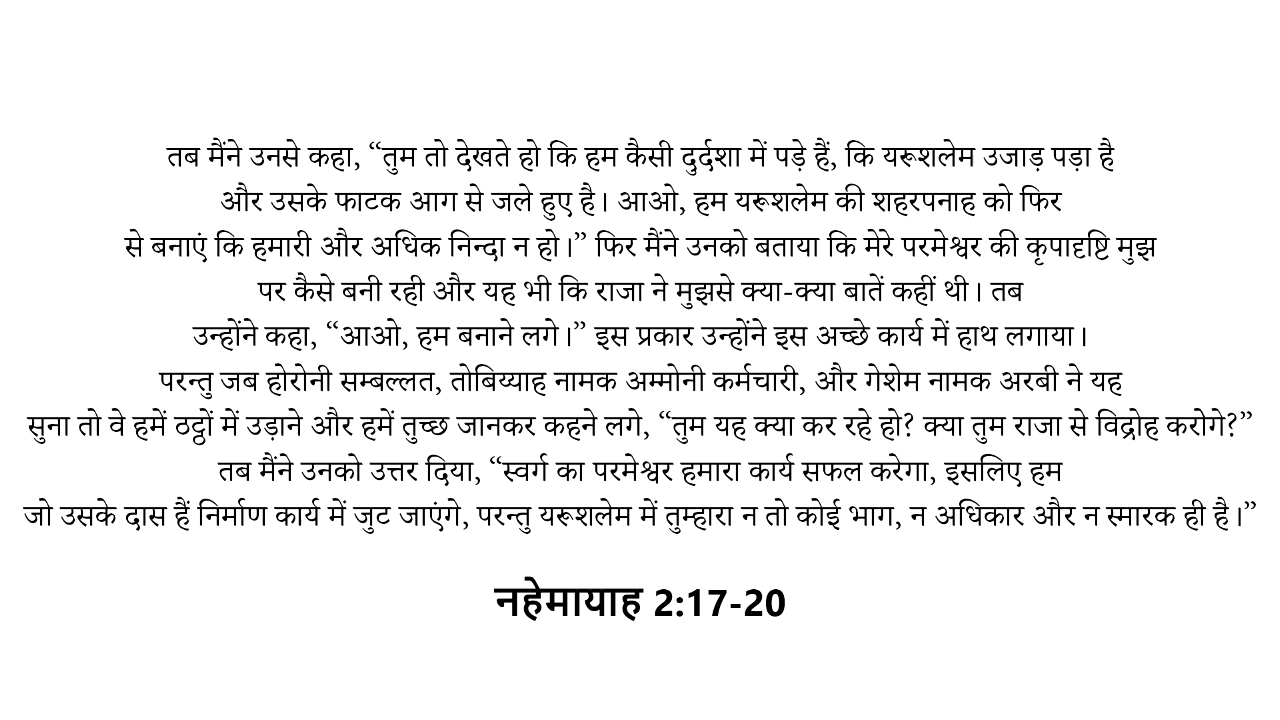 तब मैंने उनसे कहा, “तुम तो देखते हो कि हम कैसी दुर्दशा में पड़े हैं, कि यरूशलेम उजाड़ पड़ा है
और उसके फाटक आग से जले हुए है। आओ, हम यरूशलेम की शहरपनाह को फिर
से बनाएं कि हमारी और अधिक निन्दा न हो।” फिर मैंने उनको बताया कि मेरे परमेश्वर की कृपादृष्टि मुझ
पर कैसे बनी रही और यह भी कि राजा ने मुझसे क्या-क्या बातें कहीं थी। तब
उन्होंने कहा, “आओ, हम बनाने लगे।” इस प्रकार उन्होंने इस अच्छे कार्य में हाथ लगाया।
परन्तु जब होरोनी सम्बल्लत, तोबिय्याह नामक अम्मोनी कर्मचारी, और गेशेम नामक अरबी ने यह
सुना तो वे हमें ठट्ठों में उड़ाने और हमें तुच्छ जानकर कहने लगे, “तुम यह क्या कर रहे हो? क्या तुम राजा से विद्रोह करोगे?”
तब मैंने उनको उत्तर दिया, “स्वर्ग का परमेश्वर हमारा कार्य सफल करेगा, इसलिए हम
जो उसके दास हैं निर्माण कार्य में जुट जाएंगे, परन्तु यरूशलेम में तुम्हारा न तो कोई भाग, न अधिकार और न स्मारक ही है।”
नहेमायाह 2:17-20